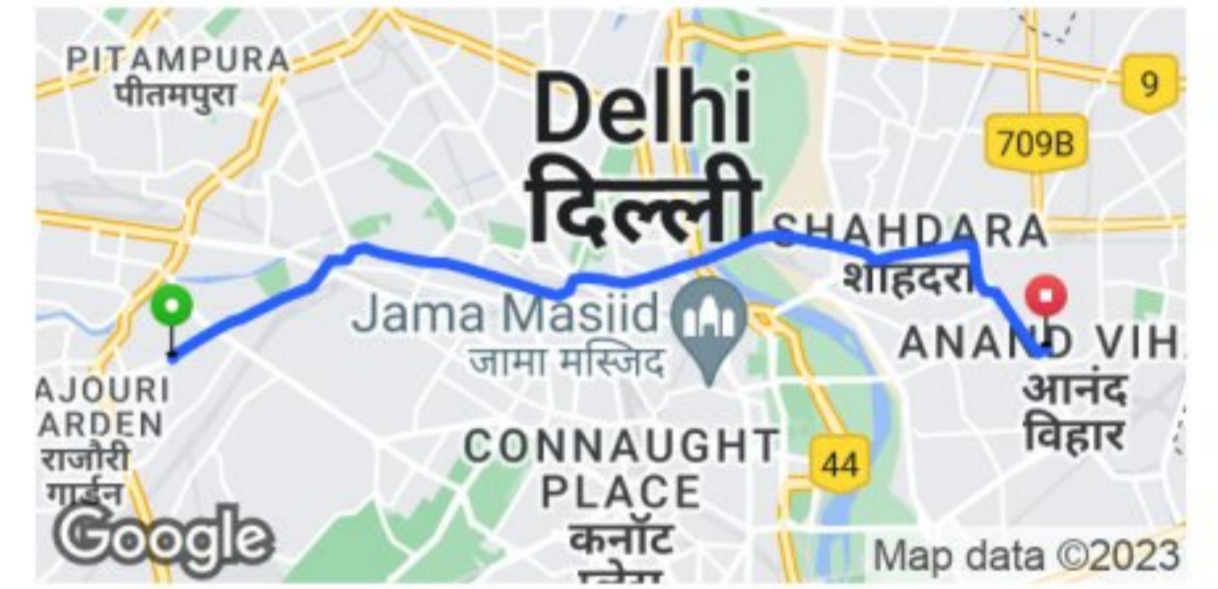 PITAMPURA
पीतमपुरा
Delhi
दिल्ली
9
709B
SHAHDARA
शाहदरा
Jama Masjid
जामा मस्जिद
ANAND VIH
आनंद
विहार
AJOURI
ARDEN
राजौरी
गार्डन
CONNAUGHT
PLACE
कनॉट
44
Google
Map data ©2023